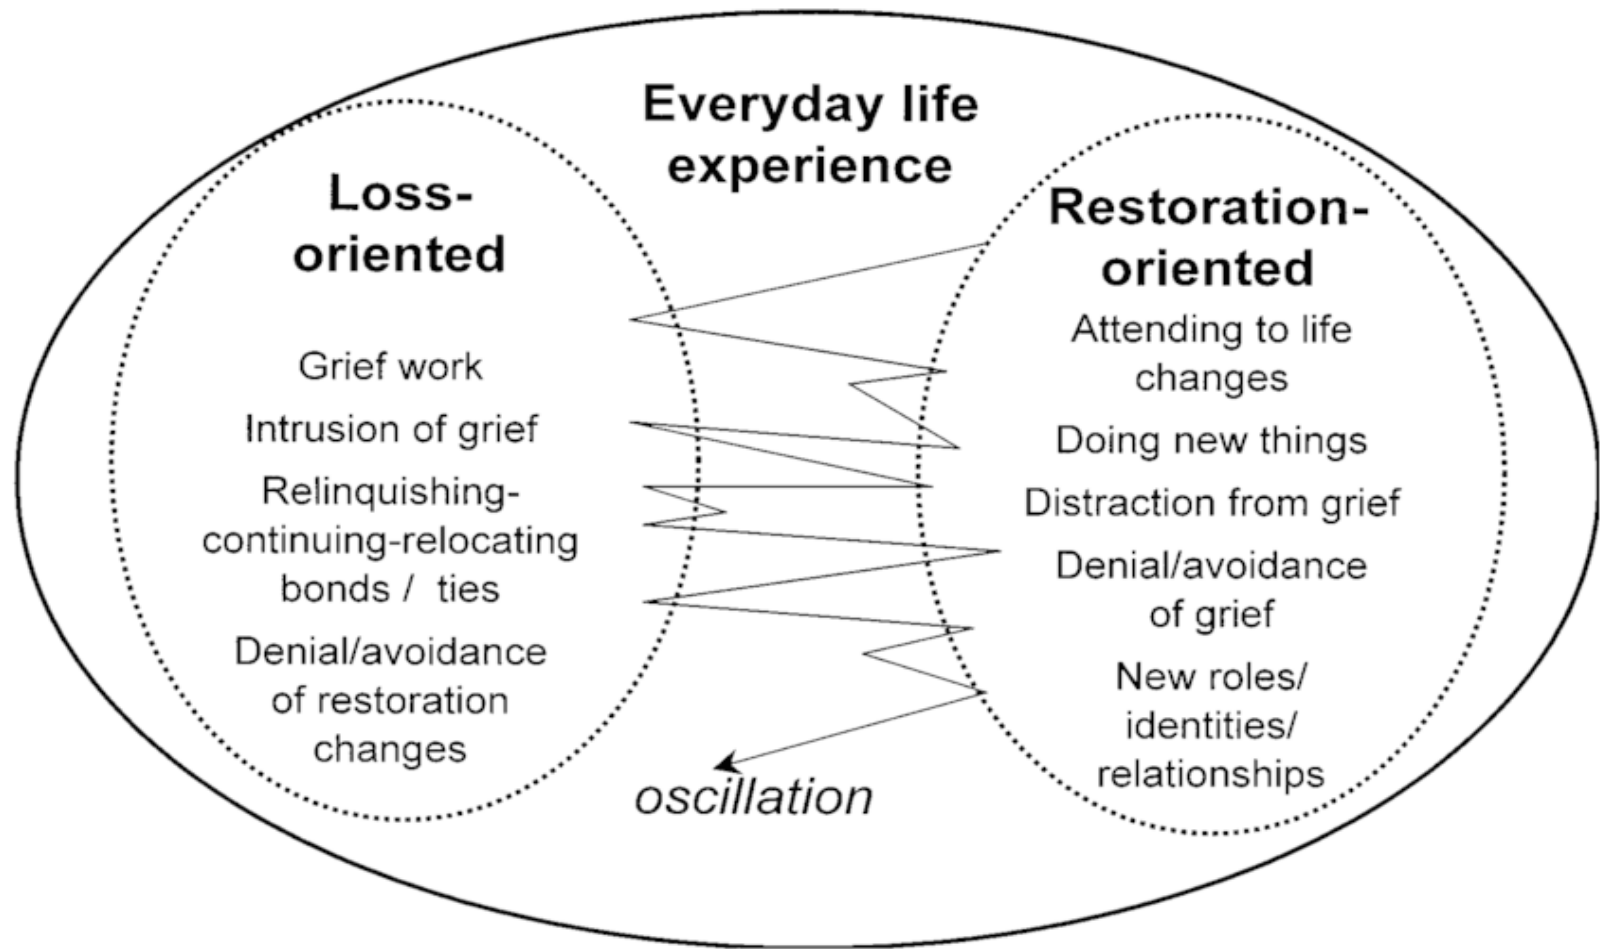 Everyday life
experience
Loss-
oriented
Grief work
Intrusion of grief
Relinquishing-
continuing-relocating
bonds / ties
Denial/avoidance
of restoration
changes
Restoration-
oriented
Attending to life
changes
Doing new things
Distraction from grief
Denial/avoidance
of grief
New roles/
identities/
relationships
oscillation